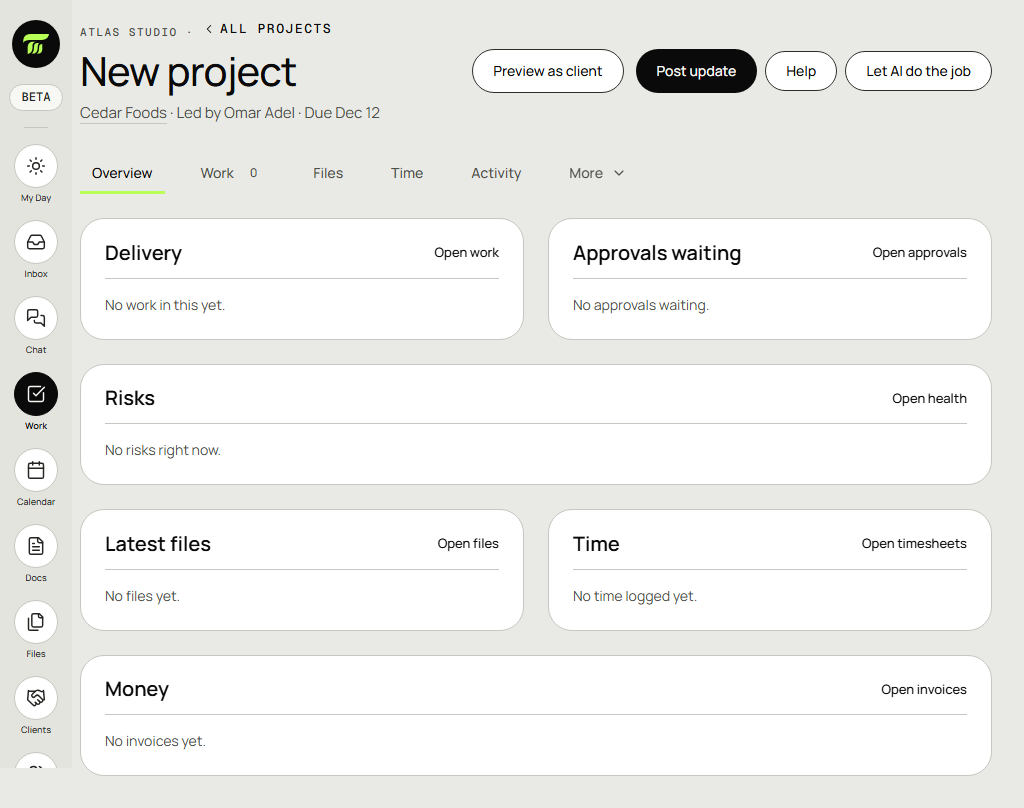 ATLAS STUDIO · ALL PROJECTS
New project
Cedar Foods · Led by Omar Adel · Due Dec 12
Preview as client
Post update
Help
Let AI do the job
BETA
My Day
Inbox
Chat
Work
Calendar
Docs
Files
Clients
Overview
Work 0
Files
Time
Activity
More
Delivery
Open work
No work in this yet.
Approvals waiting
Open approvals
No approvals waiting.
Risks
Open health
No risks right now.
Latest files
Open files
No files yet.
Time
Open timesheets
No time logged yet.
Money
Open invoices
No invoices yet.